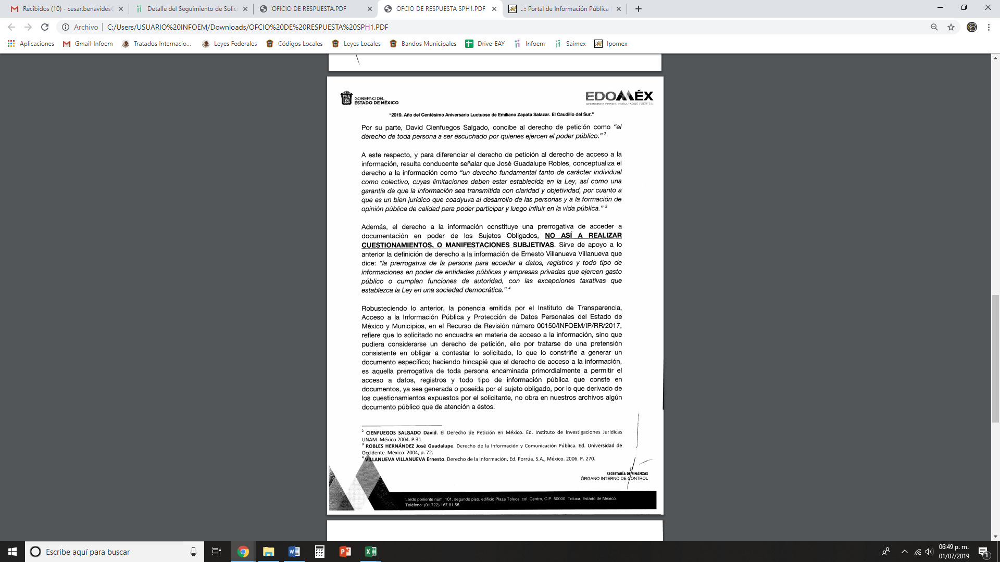 Recibidos (10) - cesar.benavides
Detalle del Seguimiento de Solici
OFICIO DE RESPUESTA.PDF
OFCIO DE RESPUESTA SPH1.PDF
..:: Portal de Información Pública
Archivo
C:/Users/USUARIO%20INFOEM/Downloads/OFCIO%20DE%20RESPUESTA%20SPH1.PDF
Aplicaciones
Gmail-Infoem
Tratados Internacio...
Leyes Federales
Códigos Locales
Leyes Locales
Bandos Municipales
Drive-EAY
Infoem
Saimex
Ipomex
GOBIERNO DEL
ESTADO DE MÉXICO
EDOMÉX
DECISIONES FIRMES, RESULTADOS FUERTES
"2019. Año del Centésimo Aniversario Luctuoso de Emiliano Zapata Salazar. El Caudillo del Sur."
Por su parte, David Cienfuegos Salgado, concibe al derecho de petición como "el
derecho de toda persona a ser escuchado por quienes ejercen el poder público." 2
A este respecto, y para diferenciar el derecho de petición al derecho de acceso a la
información, resulta conducente señalar que José Guadalupe Robles, conceptualiza el
derecho a la información como "un derecho fundamental tanto de carácter individual
como colectivo, cuyas limitaciones deben estar establecida en la Ley, así como una
garantía de que la información sea transmitida con claridad y objetividad, por cuanto a
que es un bien jurídico que coadyuva al desarrollo de las personas y a la formación de
opinión pública de calidad para poder participar y luego influir en la vida pública." 3
Además, el derecho a la información constituye una prerrogativa de acceder a
documentación en poder de los Sujetos Obligados, NO ASÍ A REALIZAR
CUESTIONAMIENTOS, O MANIFESTACIONES SUBJETIVAS. Sirve de apoyo a lo
anterior la definición de derecho a la información de Ernesto Villanueva Villanueva que
dice: "la prerrogativa de la persona para acceder a datos, registros y todo tipo de
informaciones en poder de entidades públicas y empresas privadas que ejercen gasto
público o cumplen funciones de autoridad, con las excepciones taxativas que
establezca la Ley en una sociedad democrática." 4
Robusteciendo lo anterior, la ponencia emitida por el Instituto de Transparencia,
Acceso a la Información Pública y Protección de Datos Personales del Estado de
México y Municipios, en el Recurso de Revisión número 00150/INFOEM/IP/RR/2017,
refiere que lo solicitado no encuadra en materia de acceso a la información, sino que
pudiera considerarse un derecho de petición, ello por tratarse de una pretensión
consistente en obligar a contestar lo solicitado, lo que lo constriñe a generar un
documento específico; haciendo hincapié que el derecho de acceso a la información,
es aquella prerrogativa de toda persona encaminada primordialmente a permitir el
acceso a datos, registros y todo tipo de información pública que conste en
documentos, ya sea generada o poseída por el sujeto obligado, por lo que derivado de
los cuestionamientos expuestos por el solicitante, no obra en nuestros archivos algún
documento público que de atención a éstos.
2 CIENFUEGOS SALGADO David. El Derecho de Petición en México. Ed. Instituto de Investigaciones Jurídicas
UNAM. México 2004. P.31
3 ROBLES HERNÁNDEZ José Guadalupe. Derecho de la Información y Comunicación Pública. Ed. Universidad de
Occidente. México. 2004, p. 72.
4 VILLANUEVA VILLANUEVA Ernesto. Derecho de la Información, Ed. Porrúa. S.A., México. 2006. P. 270.
SECRETARÍA DE FINANZAS
ÓRGANO INTERNO DE CONTROL
Lerdo poniente núm. 101, segundo piso, edificio Plaza Toluca, col. Centro, C.P. 50000, Toluca, Estado de México.
Teléfono: (01 722) 167 81 85.
Escribe aquí para buscar
06:49 p. m.
01/07/2019
1